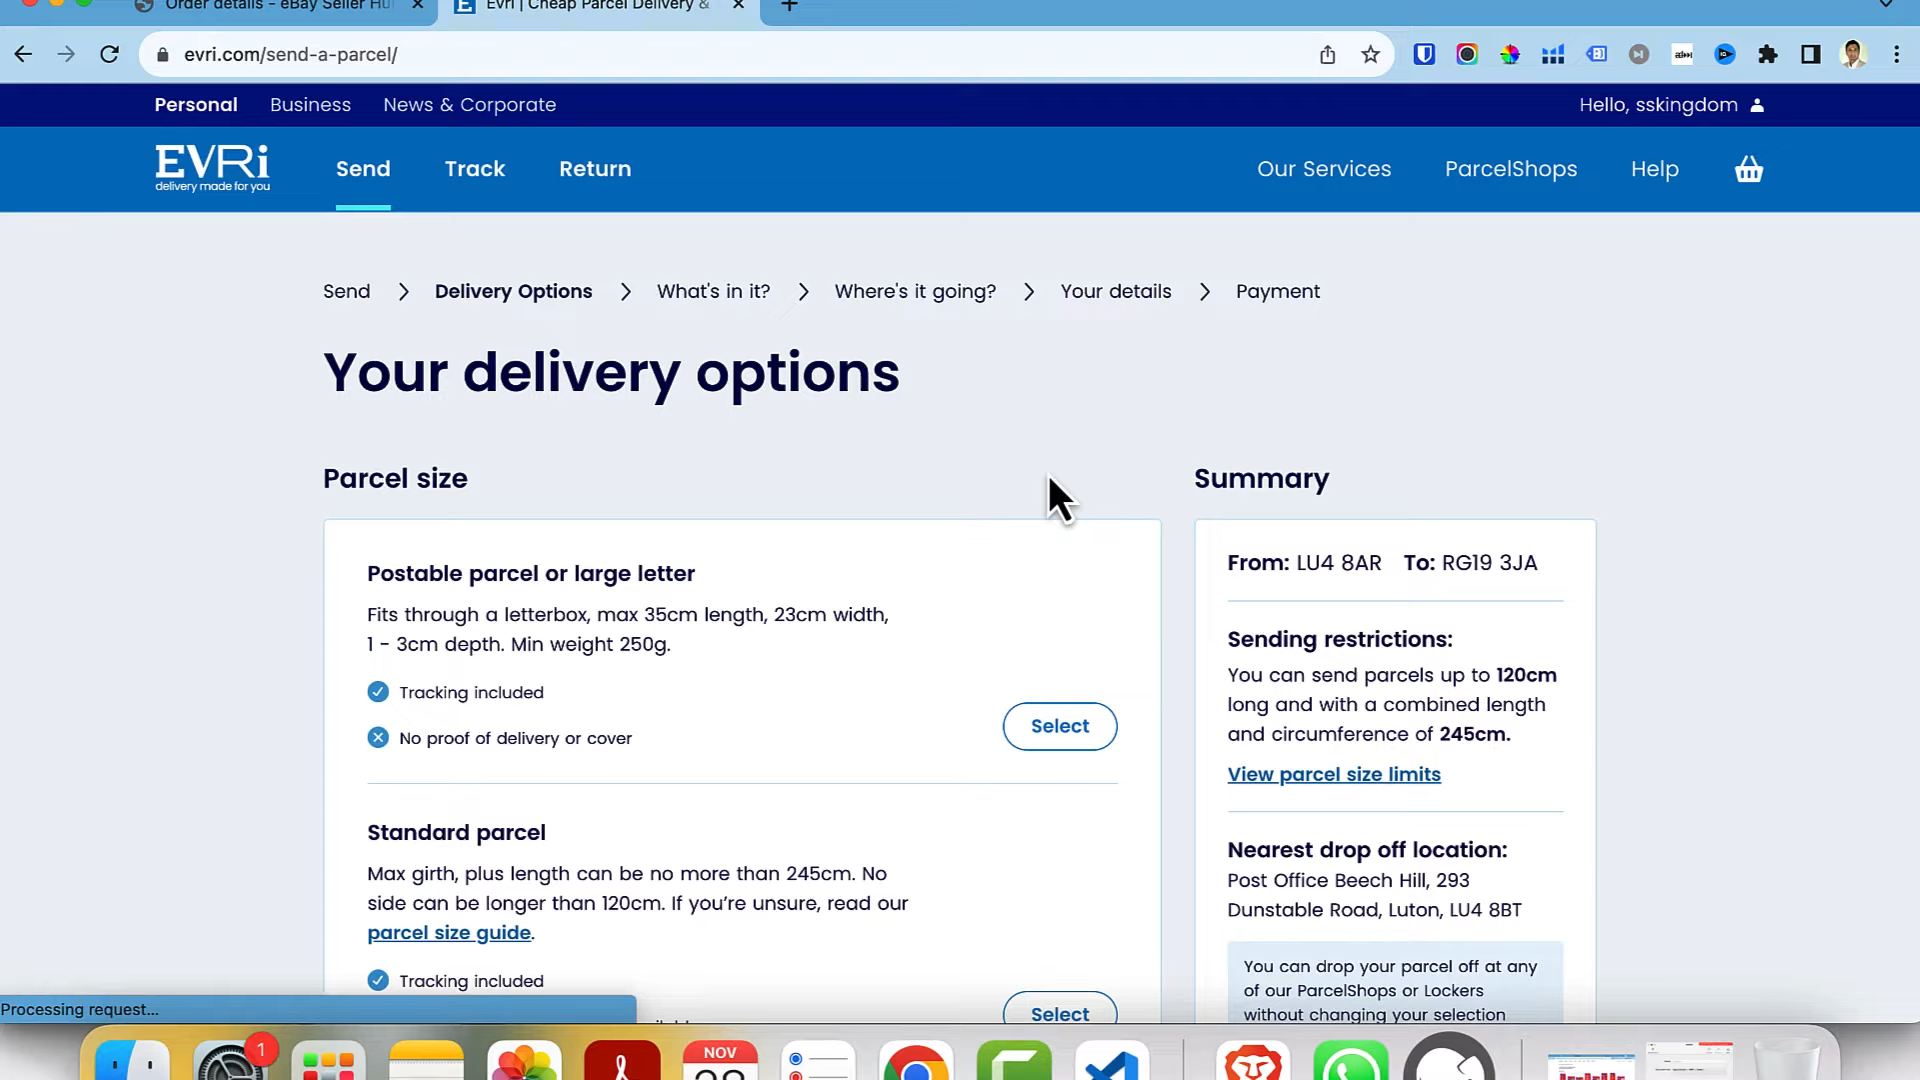 Order details - eBay Seller Hu
Evri | Cheap Parcel Delivery &
evri.com/send-a-parcel/
Personal Business News & Corporate Hello, sskingdom
EVRi
delivery made for you
Send Track Return Our Services ParcelShops Help
Send > Delivery Options > What's in it? > Where's it going? > Your details > Payment
Your delivery options
Parcel size
Postable parcel or large letter
Fits through a letterbox, max 35cm length, 23cm width,
1 - 3cm depth. Min weight 250g.
Tracking included
No proof of delivery or cover
Select
Standard parcel
Max girth, plus length can be no more than 245cm. No
side can be longer than 120cm. If you're unsure, read our
parcel size guide.
Tracking included
Select
Summary
From: LU4 8AR To: RG19 3JA
Sending restrictions:
You can send parcels up to 120cm
long and with a combined length
and circumference of 245cm.
View parcel size limits
Nearest drop off location:
Post Office Beech Hill, 293
Dunstable Road, Luton, LU4 8BT
You can drop your parcel off at any
of our ParcelShops or Lockers
without changing your selection
Processing request...
1
NOV